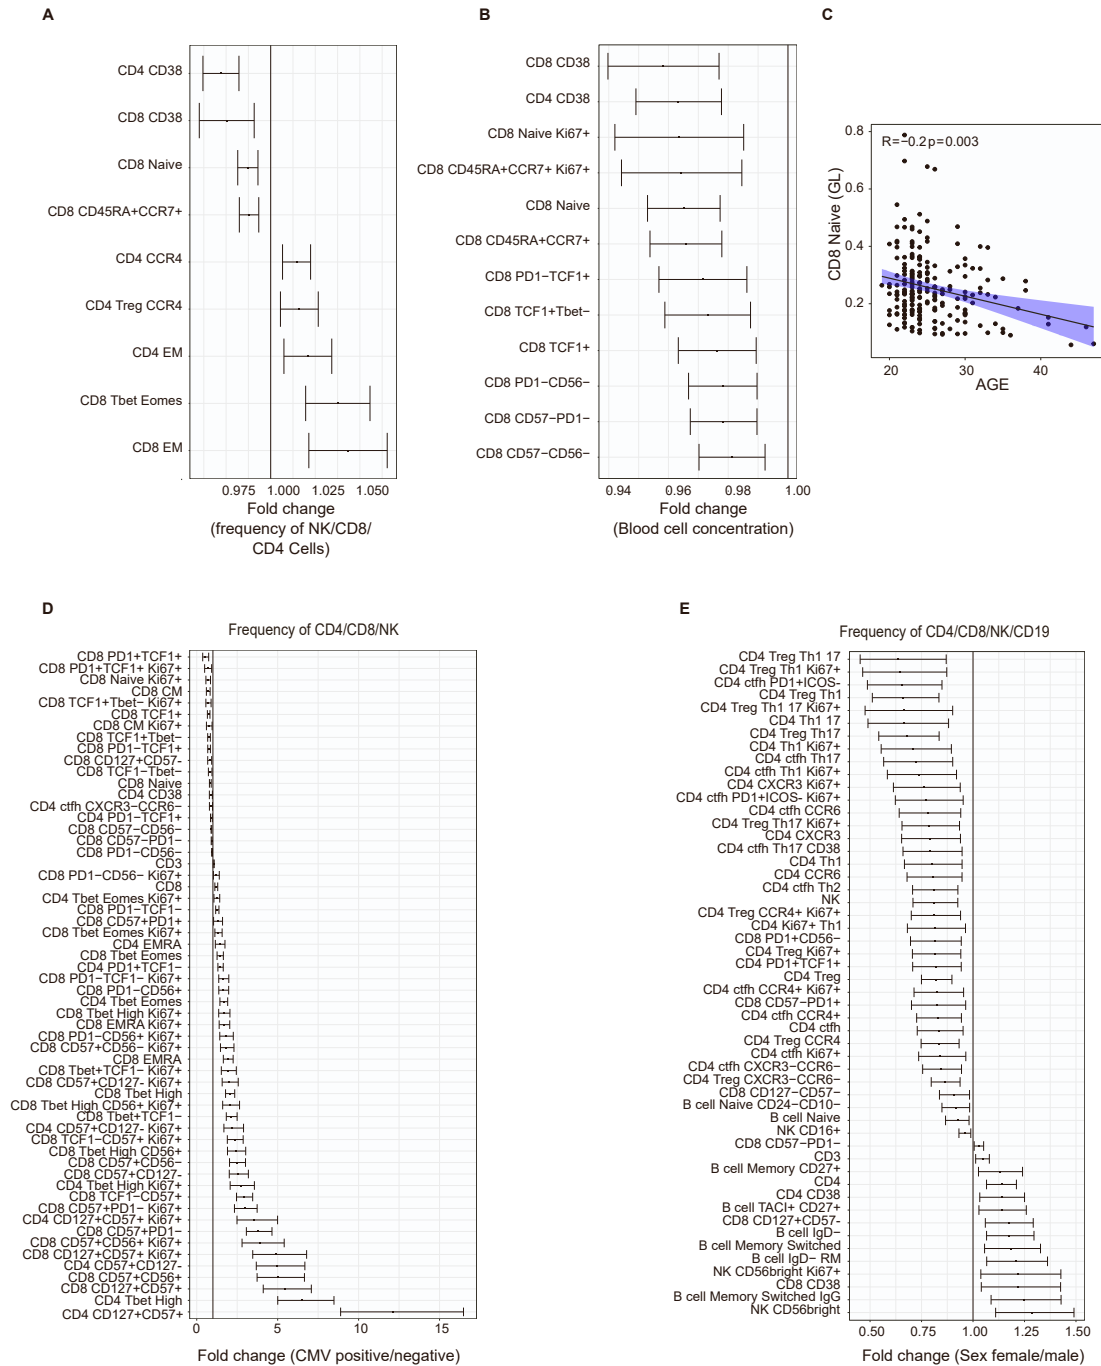 A
CD4 CD38
CD8 CD38
CD8 Naive
CD8 CD45RA+CCR7+
CD4 CCR4
CD4 Treg CCR4
CD4 EM
CD8 Tbet Eomes
CD8 EM
0.975 1.000 1.025 1.050
Fold change
(frequency of NK/CD8/
CD4 Cells)
B
CD8 CD38
CD4 CD38
CD8 Naive Ki67+
CD8 CD45RA+CCR7+ Ki67+
CD8 Naive
CD8 CD45RA+CCR7+
CD8 PD1−TCF1+
CD8 TCF1+Tbet−
CD8 TCF1+
CD8 PD1−CD56−
CD8 CD57−PD1−
CD8 CD57−CD56−
0.94 0.96 0.98 1.00
Fold change
(Blood cell concentration)
C
R=−0.2p=0.003
CD8 Naive (GL)
0.8
0.6
0.4
0.2
20 30 40
AGE
D
Frequency of CD4/CD8/NK
CD8 PD1+TCF1+
CD8 PD1+TCF1+ Ki67+
CD8 Naive Ki67+
CD8 CM
CD8 TCF1+Tbet− Ki67+
CD8 TCF1+
CD8 CM Ki67+
CD8 TCF1+Tbet−
CD8 PD1−TCF1+
CD8 CD127+CD57-
CD8 TCF1−Tbet−
CD8 Naive
CD4 CD38
CD4 ctfh CXCR3−CCR6−
CD4 PD1−TCF1+
CD8 CD57−CD56−
CD8 CD57−PD1−
CD8 PD1−CD56−
CD3
CD8 PD1−CD56− Ki67+
CD8
CD4 Tbet Eomes Ki67+
CD8 PD1−TCF1−
CD8 CD57+PD1+
CD8 Tbet Eomes Ki67+
CD4 EMRA
CD8 Tbet Eomes
CD4 PD1+TCF1−
CD8 PD1−TCF1− Ki67+
CD8 PD1−CD56+
CD4 Tbet Eomes
CD8 Tbet High Ki67+
CD8 EMRA Ki67+
CD8 PD1−CD56+ Ki67+
CD8 CD57+CD56− Ki67+
CD8 EMRA
CD8 Tbet+TCF1− Ki67+
CD8 CD57+CD127- Ki67+
CD8 Tbet High
CD8 Tbet High CD56+ Ki67+
CD8 Tbet+TCF1−
CD4 CD57+CD127- Ki67+
CD8 TCF1−CD57+ Ki67+
CD8 Tbet High CD56+
CD8 CD57+CD56−
CD8 CD57+CD127-
CD4 Tbet High Ki67+
CD8 TCF1−CD57+
CD8 CD57+PD1− Ki67+
CD4 CD127+CD57+ Ki67+
CD8 CD57+PD1−
CD8 CD57+CD56+ Ki67+
CD8 CD127+CD57+ Ki67+
CD4 CD57+CD127-
CD8 CD57+CD56+
CD8 CD127+CD57+
CD4 Tbet High
CD4 CD127+CD57+
0 5 10 15
Fold change (CMV positive/negative)
E
Frequency of CD4/CD8/NK/CD19
CD4 Treg Th1 17
CD4 Treg Th1 Ki67+
CD4 ctfh PD1+ICOS-
CD4 Treg Th1
CD4 Treg Th1 17 Ki67+
CD4 Th1 17
CD4 Treg Th17
CD4 Th1 Ki67+
CD4 ctfh Th17
CD4 ctfh Th1 Ki67+
CD4 CXCR3 Ki67+
CD4 ctfh PD1+ICOS- Ki67+
CD4 ctfh CCR6
CD4 Treg Th17 Ki67+
CD4 CXCR3
CD4 ctfh Th17 CD38
CD4 Th1
CD4 CCR6
CD4 ctfh Th2
NK
CD4 Treg CCR4+ Ki67+
CD4 Ki67+ Th1
CD8 PD1+CD56−
CD4 Treg Ki67+
CD4 PD1+TCF1+
CD4 Treg
CD4 ctfh CCR4+ Ki67+
CD8 CD57−PD1+
CD4 ctfh CCR4+
CD4 ctfh
CD4 Treg CCR4
CD4 ctfh Ki67+
CD4 ctfh CXCR3−CCR6−
CD4 Treg CXCR3−CCR6−
CD8 CD127−CD57−
B cell Naive CD24−CD10−
B cell Naive
NK CD16+
CD8 CD57−PD1−
CD3
B cell Memory CD27+
CD4
CD4 CD38
B cell TACI+ CD27+
CD8 CD127+CD57-
B cell IgD−
B cell Memory Switched
B cell IgD− RM
NK CD56bright Ki67+
CD8 CD38
B cell Memory Switched IgG
NK CD56bright
0.50 0.75 1.00 1.25 1.50
Fold change (Sex female/male)